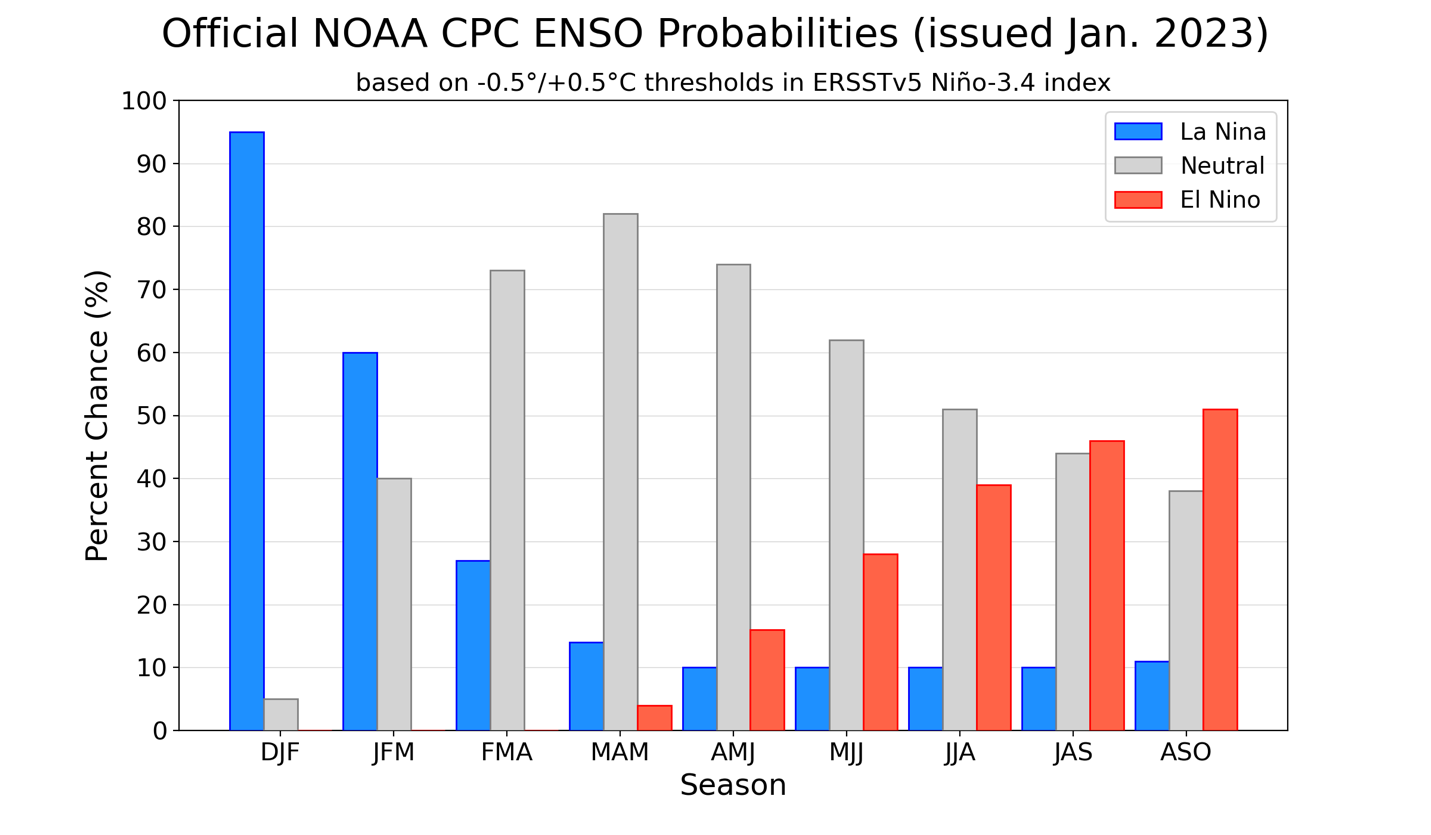 Official NOAA CPC ENSO Probabilities (issued Jan. 2023)
based on -0.5°/+0.5°C thresholds in ERSSTv5 Niño-3.4 index
100
90
80
70
60
50
40
30
20
10
0
Percent Chance (%)
La Nina
Neutral
El Nino
DJF JFM FMA MAM AMJ MJJ JJA JAS ASO
Season